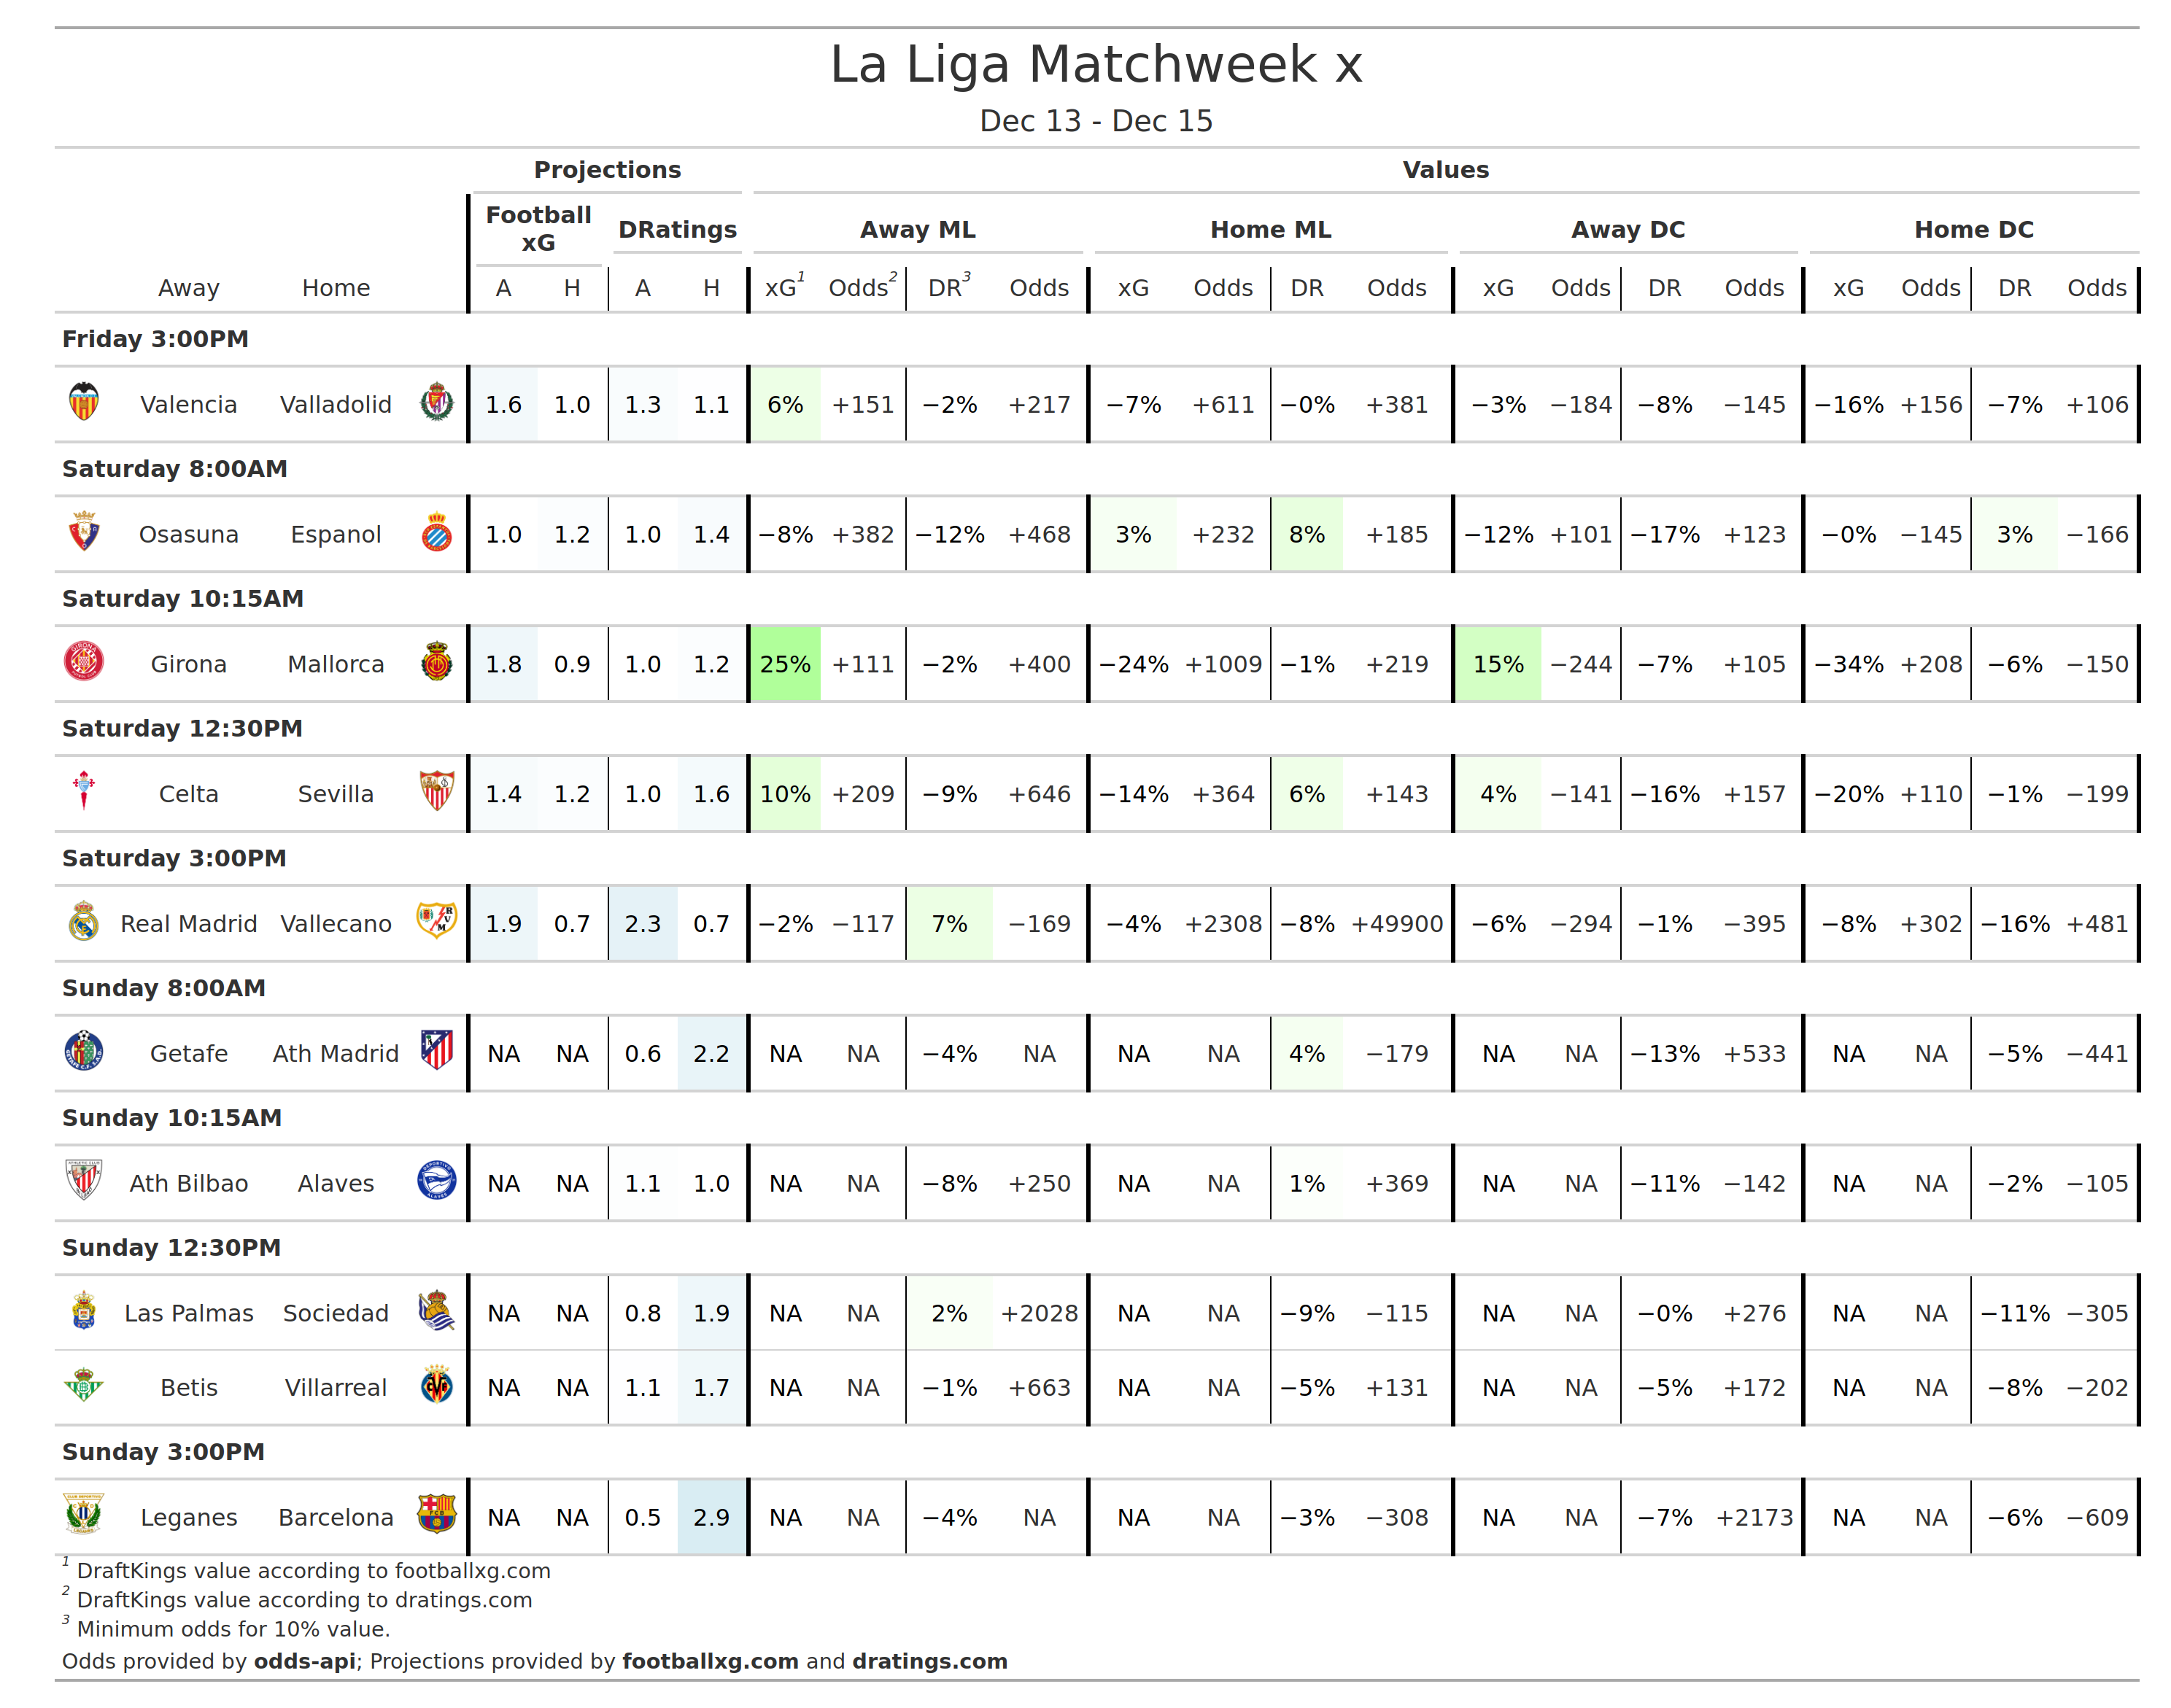 La Liga Matchweek x
Dec 13 - Dec 15
Projections Values
Football xG DRatings Away ML Home ML Away DC Home DC
Away Home A H A H xG1 Odds2 DR3 Odds xG Odds DR Odds xG Odds DR Odds xG Odds DR Odds
Friday 3:00PM
Valencia Valladolid 1.6 1.0 1.3 1.1 6% +151 −2% +217 −7% +611 −0% +381 −3% −184 −8% −145 −16% +156 −7% +106
Saturday 8:00AM
Osasuna Espanol 1.0 1.2 1.0 1.4 −8% +382 −12% +468 3% +232 8% +185 −12% +101 −17% +123 −0% −145 3% −166
Saturday 10:15AM
Girona Mallorca 1.8 0.9 1.0 1.2 25% +111 −2% +400 −24% +1009 −1% +219 15% −244 −7% +105 −34% +208 −6% −150
Saturday 12:30PM
Celta Sevilla 1.4 1.2 1.0 1.6 10% +209 −9% +646 −14% +364 6% +143 4% −141 −16% +157 −20% +110 −1% −199
Saturday 3:00PM
Real Madrid Vallecano 1.9 0.7 2.3 0.7 −2% −117 7% −169 −4% +2308 −8% +49900 −6% −294 −1% −395 −8% +302 −16% +481
Sunday 8:00AM
Getafe Ath Madrid NA NA 0.6 2.2 NA NA −4% NA NA NA 4% −179 NA NA −13% +533 NA NA −5% −441
Sunday 10:15AM
Ath Bilbao Alaves NA NA 1.1 1.0 NA NA −8% +250 NA NA 1% +369 NA NA −11% −142 NA NA −2% −105
Sunday 12:30PM
Las Palmas Sociedad NA NA 0.8 1.9 NA NA 2% +2028 NA NA −9% −115 NA NA −0% +276 NA NA −11% −305
Betis Villarreal NA NA 1.1 1.7 NA NA −1% +663 NA NA −5% +131 NA NA −5% +172 NA NA −8% −202
Sunday 3:00PM
Leganes Barcelona NA NA 0.5 2.9 NA NA −4% NA NA NA −3% −308 NA NA −7% +2173 NA NA −6% −609
1 DraftKings value according to footballxg.com
2 DraftKings value according to dratings.com
3 Minimum odds for 10% value.
Odds provided by odds-api; Projections provided by footballxg.com and dratings.com